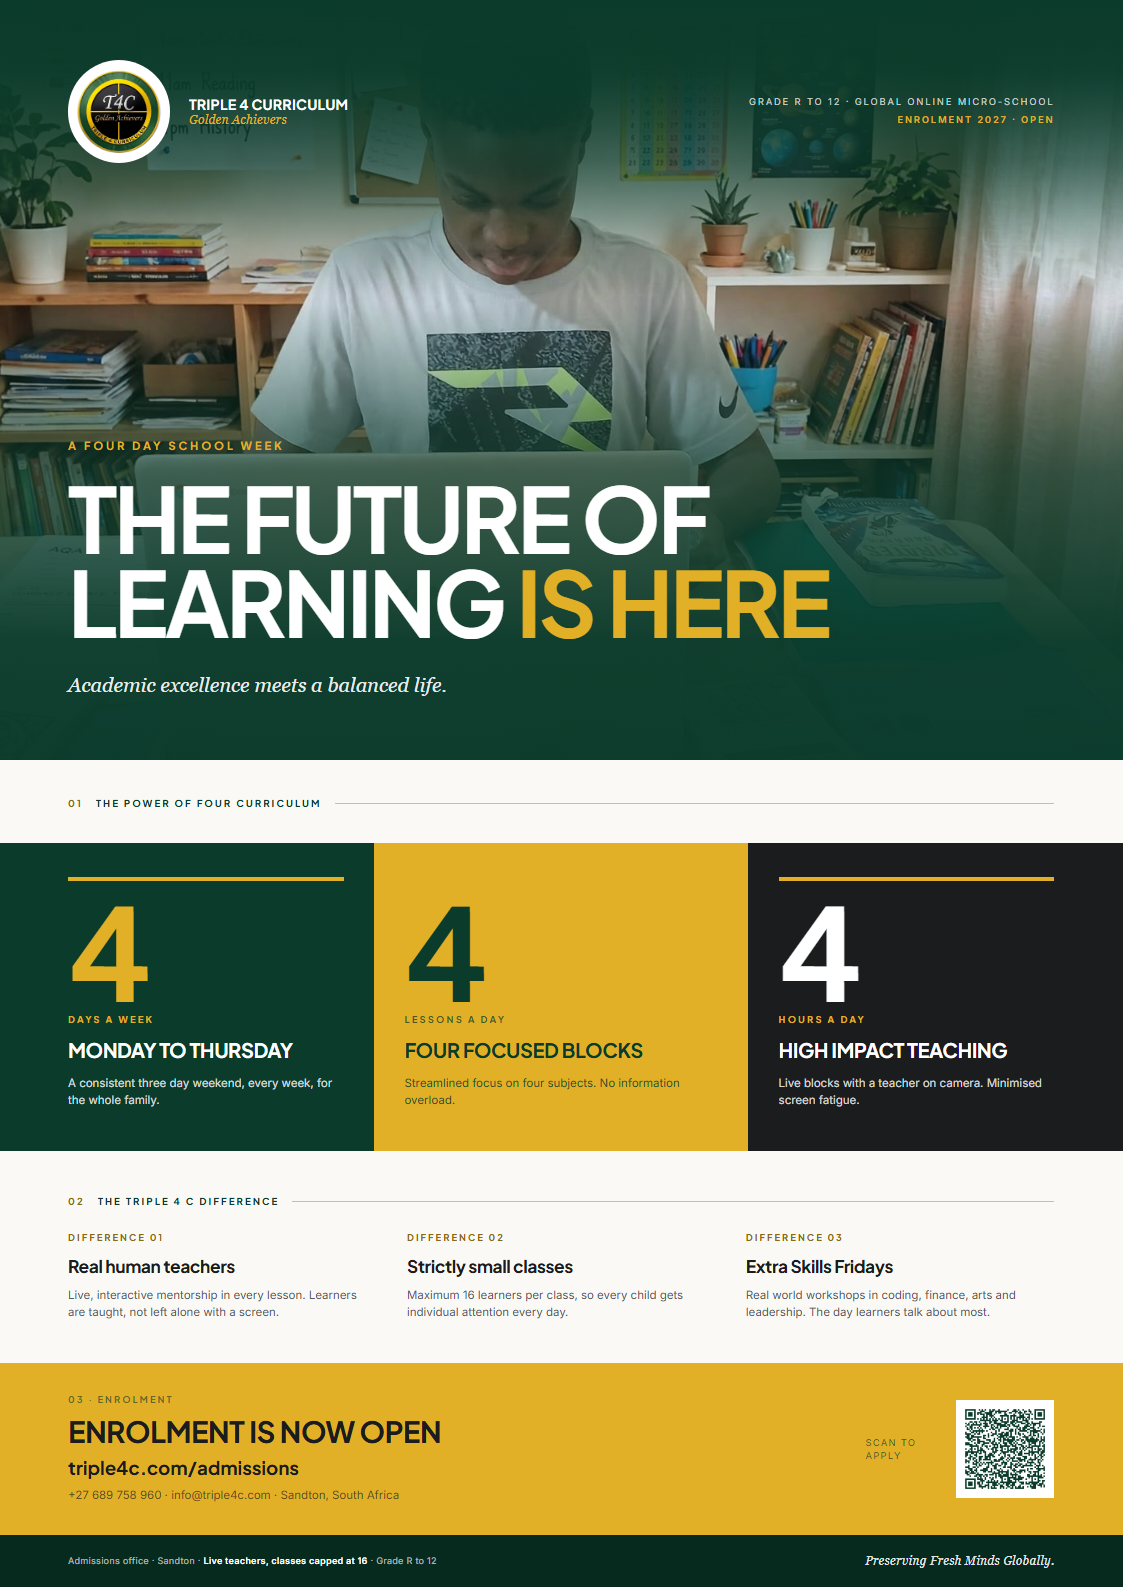 T4C
Golden Achievers
TRIPLE 4 CURRICULUM
TRIPLE 4 CURRICULUM
Golden Achievers
GRADE R TO 12 · GLOBAL ONLINE MICRO-SCHOOL
ENROLMENT 2027 · OPEN
Reading
pm History
A FOUR DAY SCHOOL WEEK
THE FUTURE OF
LEARNING IS HERE
Academic excellence meets a balanced life.
01 THE POWER OF FOUR CURRICULUM
4
DAYS A WEEK
MONDAY TO THURSDAY
A consistent three day weekend, every week, for
the whole family.
4
LESSONS A DAY
FOUR FOCUSED BLOCKS
Streamlined focus on four subjects. No information
overload.
4
HOURS A DAY
HIGH IMPACT TEACHING
Live blocks with a teacher on camera. Minimised
screen fatigue.
02 THE TRIPLE 4 C DIFFERENCE
DIFFERENCE 01
Real human teachers
Live, interactive mentorship in every lesson. Learners
are taught, not left alone with a screen.
DIFFERENCE 02
Strictly small classes
Maximum 16 learners per class, so every child gets
individual attention every day.
DIFFERENCE 03
Extra Skills Fridays
Real world workshops in coding, finance, arts and
leadership. The day learners talk about most.
03 · ENROLMENT
ENROLMENT IS NOW OPEN
triple4c.com/admissions
+27 689 758 960 · info@triple4c.com · Sandton, South Africa
SCAN TO
APPLY
Admissions office · Sandton · Live teachers, classes capped at 16 · Grade R to 12
Preserving Fresh Minds Globally.